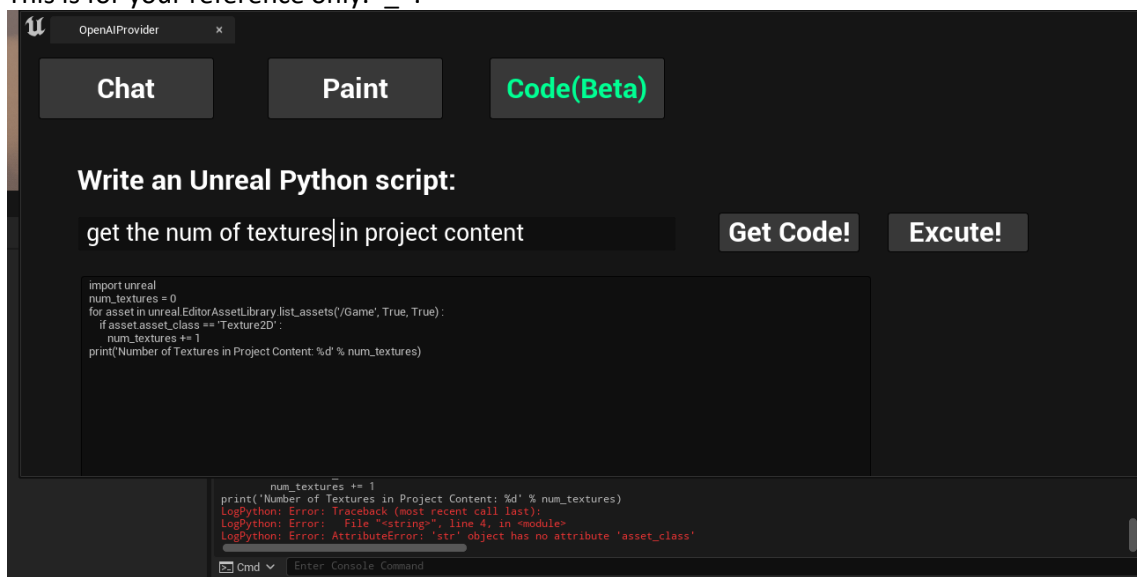 This is for your reference only. ^_^.
OpenAIProvider ×
Chat Paint Code(Beta)
Write an Unreal Python script:
get the num of textures in project content Get Code! Excute!
import unreal
num_textures = 0
for asset in unreal.EditorAssetLibrary.list_assets('/Game', True, True) :
if asset.asset_class == 'Texture2D' :
num_textures += 1
print('Number of Textures in Project Content: %d' % num_textures)
num_textures += 1
print('Number of Textures in Project Content: %d' % num_textures)
LogPython: Error: Traceback (most recent call last):
LogPython: Error: File "<string>", line 4, in <module>
LogPython: Error: AttributeError: 'str' object has no attribute 'asset_class'
Cmd Enter Console Command